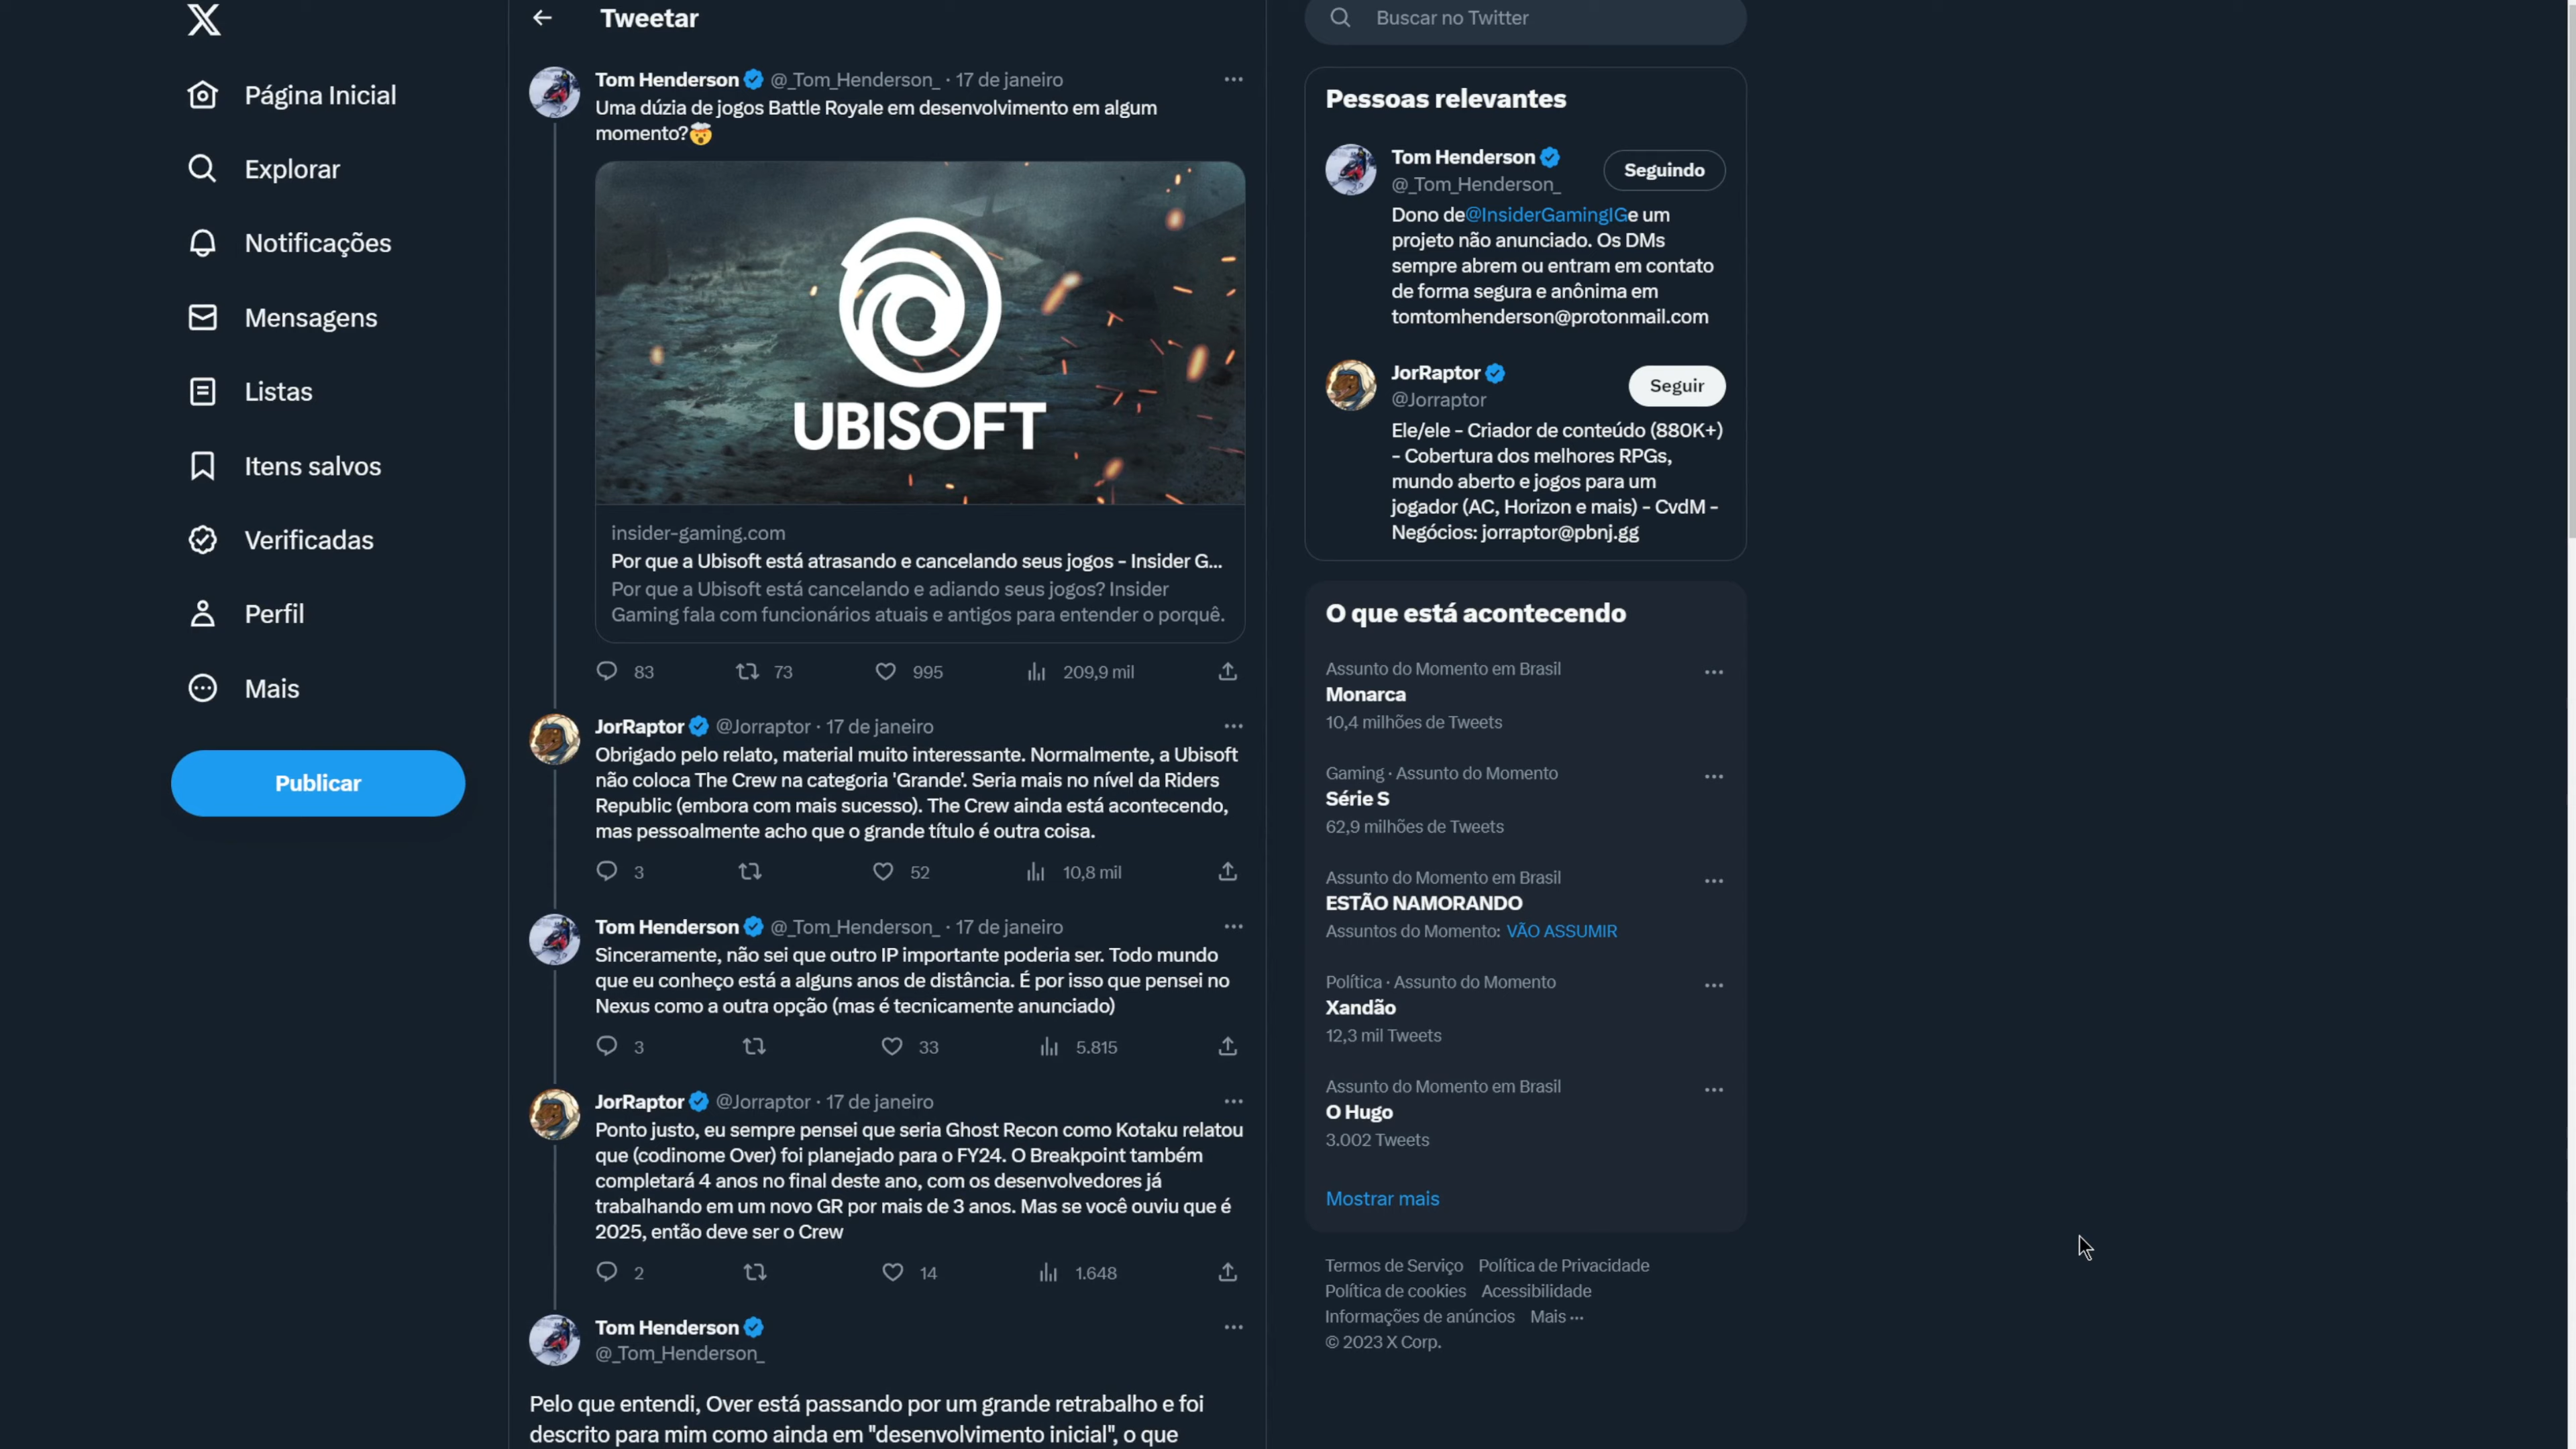 Página Inicial
Explorar
Notificações
Mensagens
Listas
Itens salvos
Verificadas
Perfil
Mais
Publicar
Tweetar
Tom Henderson @_Tom_Henderson_ · 17 de janeiro
Uma dúzia de jogos Battle Royale em desenvolvimento em algum
momento?🤯
UBISOFT
insider-gaming.com
Por que a Ubisoft está atrasando e cancelando seus jogos - Insider G...
Por que a Ubisoft está cancelando e adiando seus jogos? Insider
Gaming fala com funcionários atuais e antigos para entender o porquê.
83 73 995 209,9 mil
JorRaptor @Jorraptor · 17 de janeiro
Obrigado pelo relato, material muito interessante. Normalmente, a Ubisoft
não coloca The Crew na categoria 'Grande'. Seria mais no nível da Riders
Republic (embora com mais sucesso). The Crew ainda está acontecendo,
mas pessoalmente acho que o grande título é outra coisa.
3 52 10,8 mil
Tom Henderson @_Tom_Henderson_ · 17 de janeiro
Sinceramente, não sei que outro IP importante poderia ser. Todo mundo
que eu conheço está a alguns anos de distância. É por isso que pensei no
Nexus como a outra opção (mas é tecnicamente anunciado)
3 33 5.815
JorRaptor @Jorraptor · 17 de janeiro
Ponto justo, eu sempre pensei que seria Ghost Recon como Kotaku relatou
que (codinome Over) foi planejado para o FY24. O Breakpoint também
completará 4 anos no final deste ano, com os desenvolvedores já
trabalhando em um novo GR por mais de 3 anos. Mas se você ouviu que é
2025, então deve ser o Crew
2 14 1.648
Tom Henderson
@_Tom_Henderson_
Pelo que entendi, Over está passando por um grande retrabalho e foi
descrito para mim como ainda em "desenvolvimento inicial", o que
Buscar no Twitter
Pessoas relevantes
Tom Henderson
@_Tom_Henderson_
Seguindo
Dono de@InsiderGamingIGe um
projeto não anunciado. Os DMs
sempre abrem ou entram em contato
de forma segura e anônima em
tomtomhenderson@protonmail.com
JorRaptor
@Jorraptor
Seguir
Ele/ele - Criador de conteúdo (880K+)
- Cobertura dos melhores RPGs,
mundo aberto e jogos para um
jogador (AC, Horizon e mais) - CvdM -
Negócios: jorraptor@pbnj.gg
O que está acontecendo
Assunto do Momento em Brasil
Monarca
10,4 milhões de Tweets
Gaming · Assunto do Momento
Série S
62,9 milhões de Tweets
Assunto do Momento em Brasil
ESTÃO NAMORANDO
Assuntos do Momento: VÃO ASSUMIR
Política · Assunto do Momento
Xandão
12,3 mil Tweets
Assunto do Momento em Brasil
O Hugo
3.002 Tweets
Mostrar mais
Termos de Serviço Política de Privacidade
Política de cookies Acessibilidade
Informações de anúncios Mais ···
© 2023 X Corp.